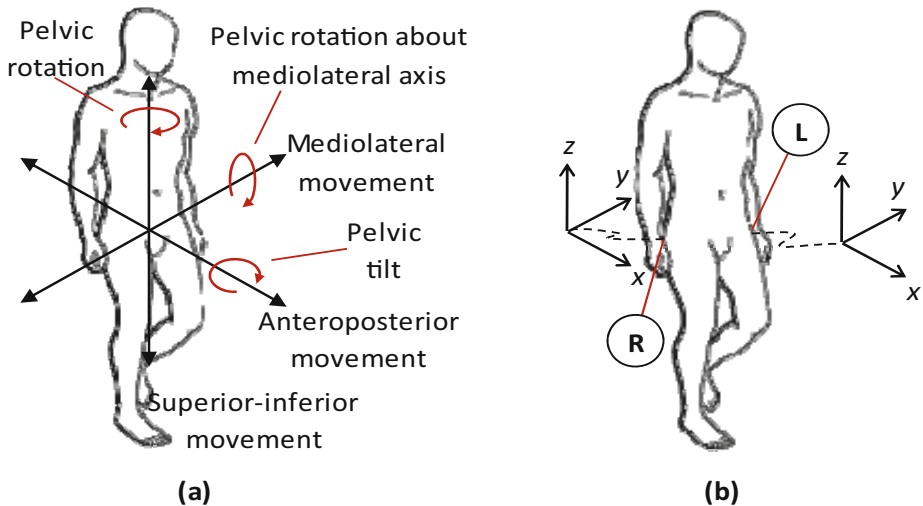 Pelvic
rotation
Pelvic rotation about
mediolateral axis
Mediolateral
movement
Pelvic
tilt
Anteroposterior
movement
Superior-inferior
movement
(a)
L
z
y
x
z
y
x
R
(b)